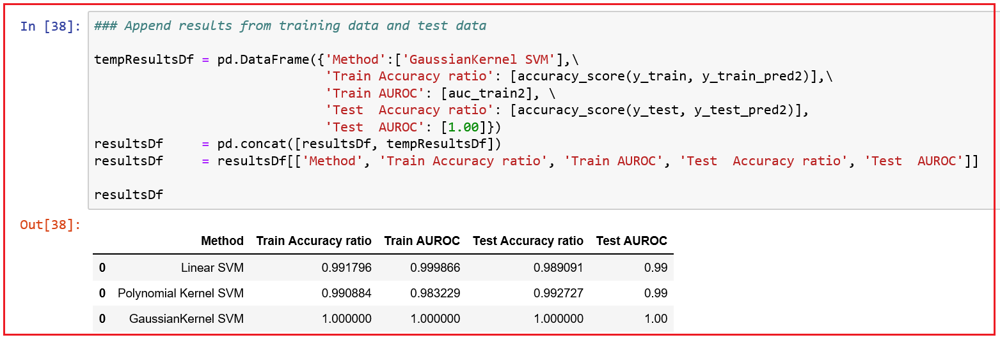 In [38]: ### Append results from training data and test data
tempResultsDf = pd.DataFrame({'Method':['GaussianKernel SVM'],\
'Train Accuracy ratio': [accuracy_score(y_train, y_train_pred2)],\
'Train AUROC': [auc_train2], \
'Test  Accuracy ratio': [accuracy_score(y_test, y_test_pred2)],
'Test  AUROC': [1.00]})
resultsDf     = pd.concat([resultsDf, tempResultsDf])
resultsDf     = resultsDf[['Method', 'Train Accuracy ratio', 'Train AUROC', 'Test  Accuracy ratio', 'Test  AUROC']]
resultsDf
Out[38]:
Method Train Accuracy ratio Train AUROC Test Accuracy ratio Test AUROC
0 Linear SVM 0.991796 0.999866 0.989091 0.99
0 Polynomial Kernel SVM 0.990884 0.983229 0.992727 0.99
0 GaussianKernel SVM 1.000000 1.000000 1.000000 1.00